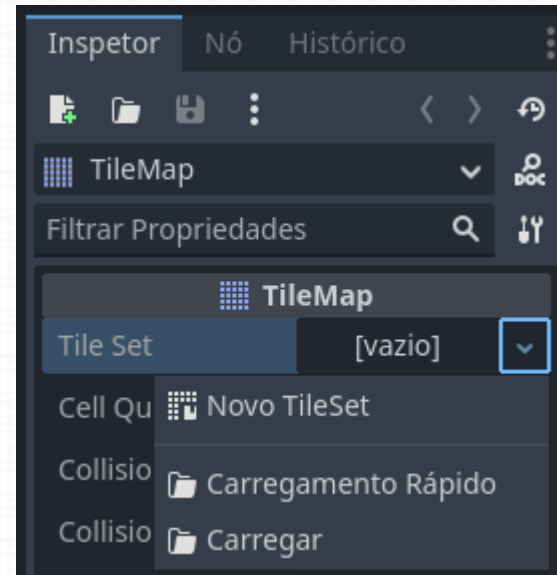 Inspetor Nó Histórico
TileMap
DOC
Filtrar Propriedades
TileMap
Tile Set [vazio]
Cell Qu
Novo TileSet
Collisio
Carregamento Rápido
Collisio
Carregar